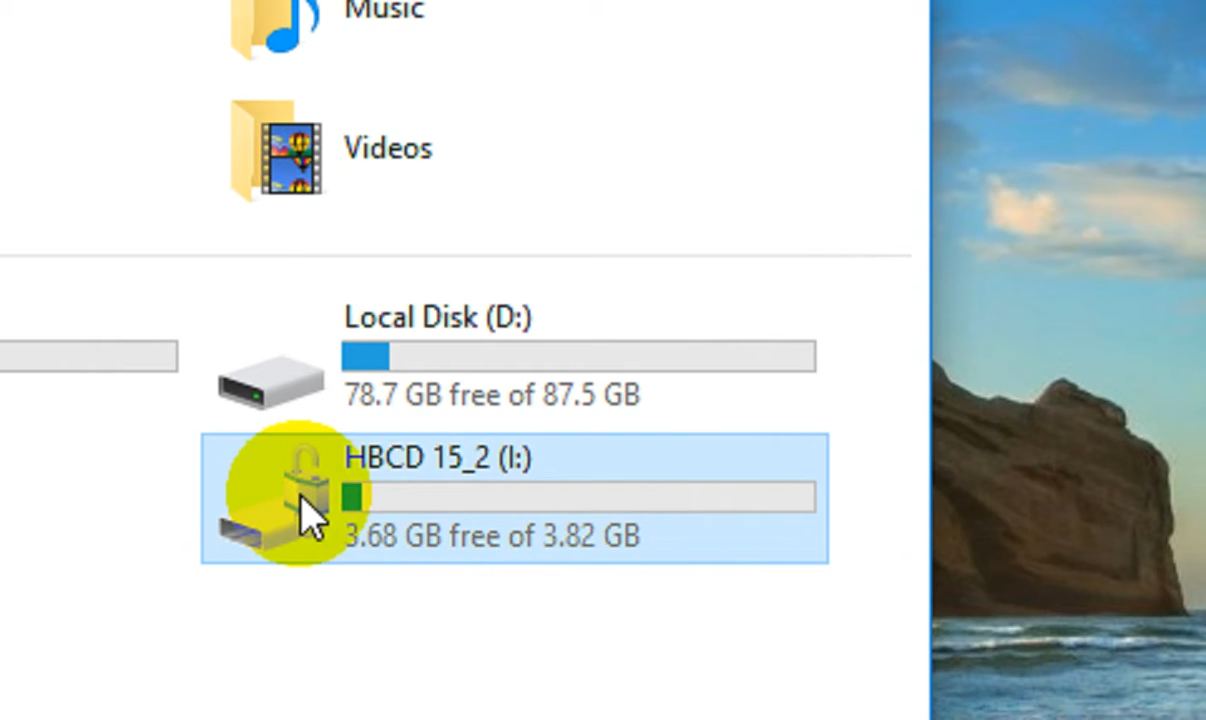 Music
Videos
Local Disk (D:)
78.7 GB free of 87.5 GB
HBCD 15_2 (I:)
3.68 GB free of 3.82 GB